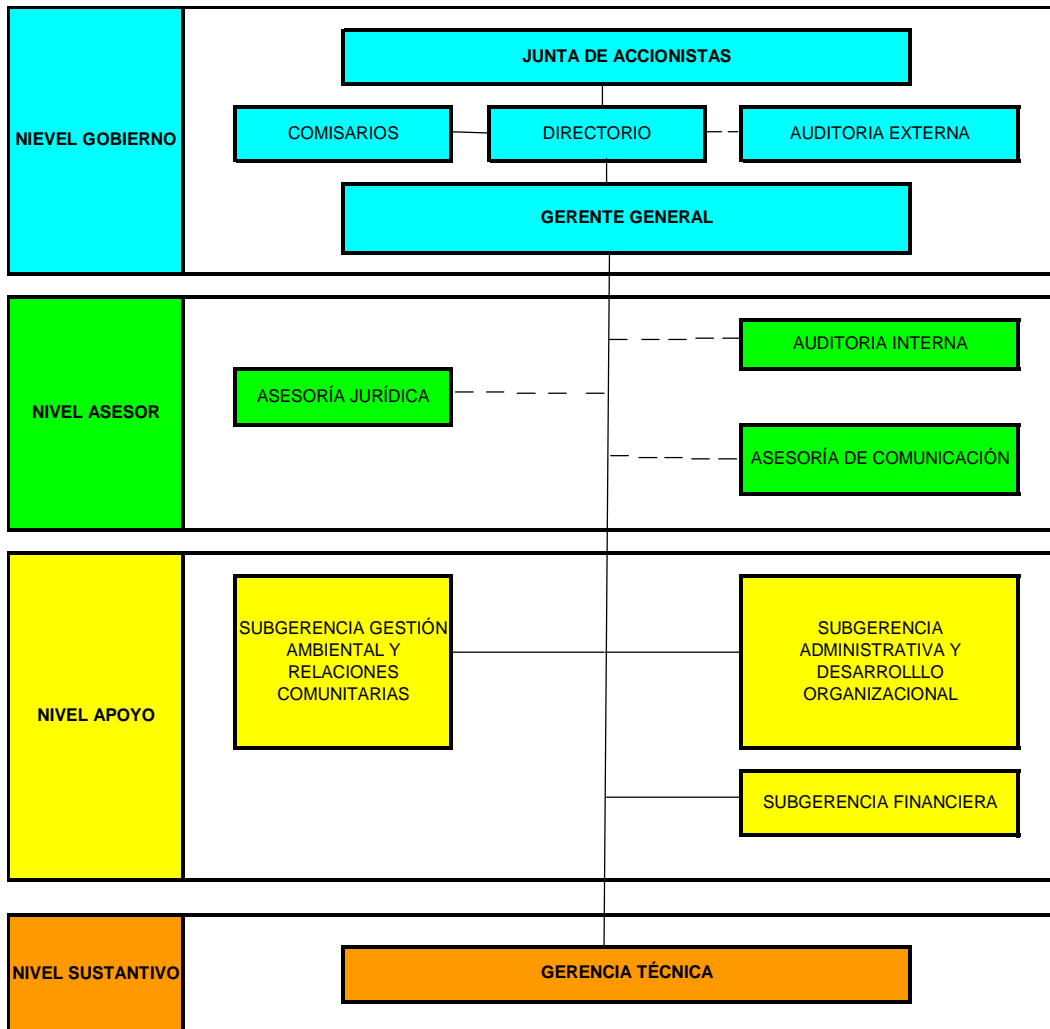 JUNTA DE ACCIONISTAS
NIEVEL GOBIERNO
COMISARIOS
DIRECTORIO
AUDITORIA EXTERNA
GERENTE GENERAL
NIVEL ASESOR
AUDITORIA INTERNA
ASESORÍA JURÍDICA
ASESORÍA DE COMUNICACIÓN
NIVEL APOYO
SUBGERENCIA GESTIÓN
AMBIENTAL Y
RELACIONES
COMUNITARIAS
SUBGERENCIA
ADMINISTRATIVA Y
DESARROLLLO
ORGANIZACIONAL
SUBGERENCIA FINANCIERA
NIVEL SUSTANTIVO
GERENCIA TÉCNICA